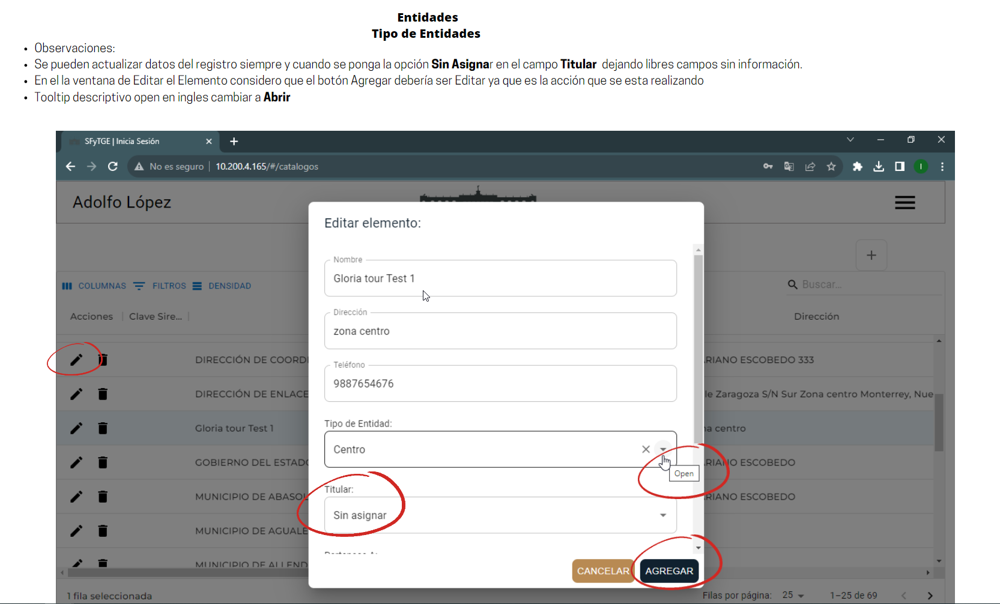 Entidades
Tipo de Entidades
• Observaciones:
• Se pueden actualizar datos del registro siempre y cuando se ponga la opción Sin Asignar en el campo Titular dejando libres campos sin información.
• En el la ventana de Editar el Elemento considero que el botón Agregar debería ser Editar ya que es la acción que se esta realizando
• Tooltip descriptivo open en ingles cambiar a Abrir
SFyTGE | Inicia Sesión
No es seguro | 10.200.4.165/#/catalogos
Adolfo López
Editar elemento:
Nombre
Gloria tour Test 1
COLUMNAS FILTROS DENSIDAD
Buscar...
Acciones Clave Sire... Dirección
Dirección
zona centro
DIRECCIÓN DE COORDI
RIANO ESCOBEDO 333
Teléfono
9887654676
DIRECCIÓN DE ENLACE
le Zaragoza S/N Sur Zona centro Monterrey, Nue
Tipo de Entidad:
Gloria tour Test 1
a centro
Centro
GOBIERNO DEL ESTADO
RIANO ESCOBEDO
Open
Titular:
MUNICIPIO DE ABASOL
RIANO ESCOBEDO
Sin asignar
MUNICIPIO DE AGUALE
MUNICIPIO DE ALLEND
CANCELAR AGREGAR
1 fila seleccionada
Filas por página: 25 1–25 de 69